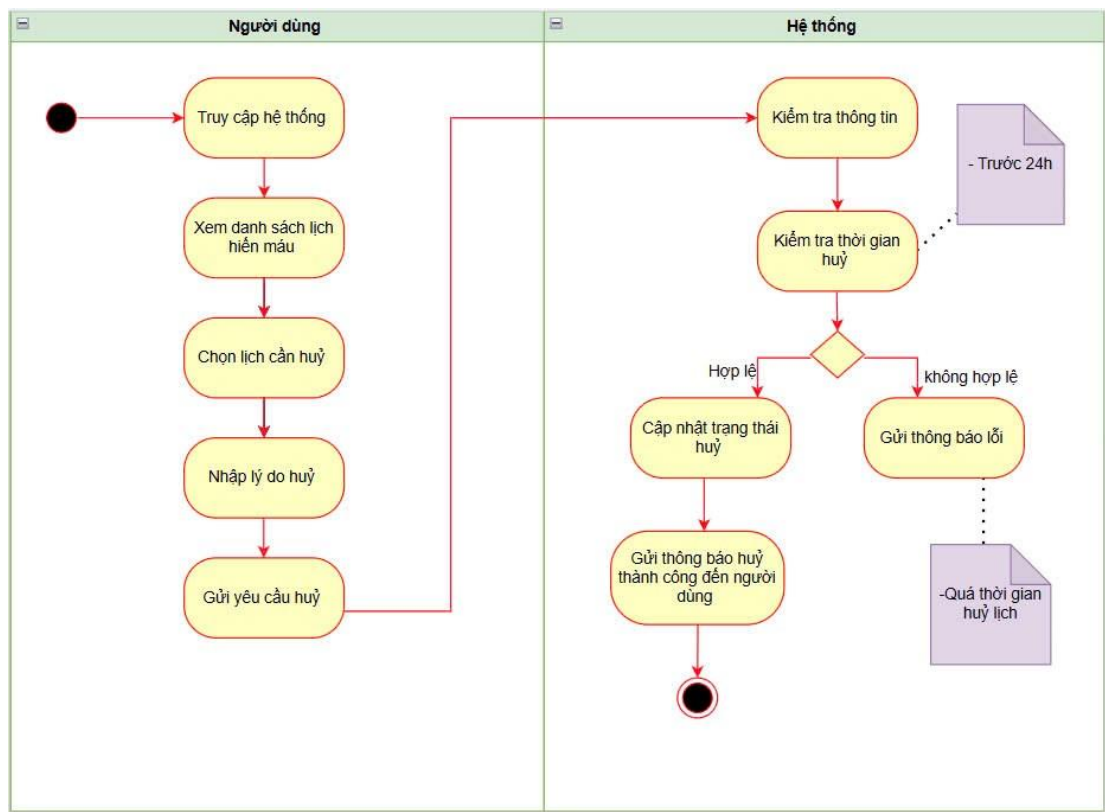 Người dùng
Hệ thống
Truy cập hệ thống
Xem danh sách lịch
hiến máu
Chọn lịch cần huỷ
Nhập lý do huỷ
Gửi yêu cầu huỷ
Kiểm tra thông tin
- Trước 24h
Kiểm tra thời gian
huỷ
Hợp lệ
không hợp lệ
Cập nhật trạng thái
huỷ
Gửi thông báo lỗi
Gửi thông báo huỷ
thành công đến người
dùng
-Quá thời gian
huỷ lịch